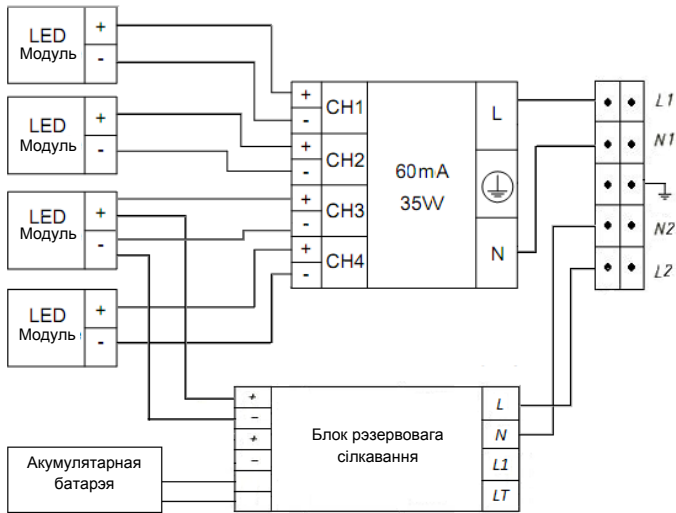 LED
Модуль
+
-
LED
Модуль
+
-
LED
Модуль
+
-
LED
Модуль
+
-
+
-
CH1
+
-
CH2
+
-
CH3
+
-
CH4
60mA
35W
L
N
L1
N1
N2
L2
+
-
+
-
Блок рэзервовага
сілкавання
L
N
L1
LT
Акумулятарная
батарэя